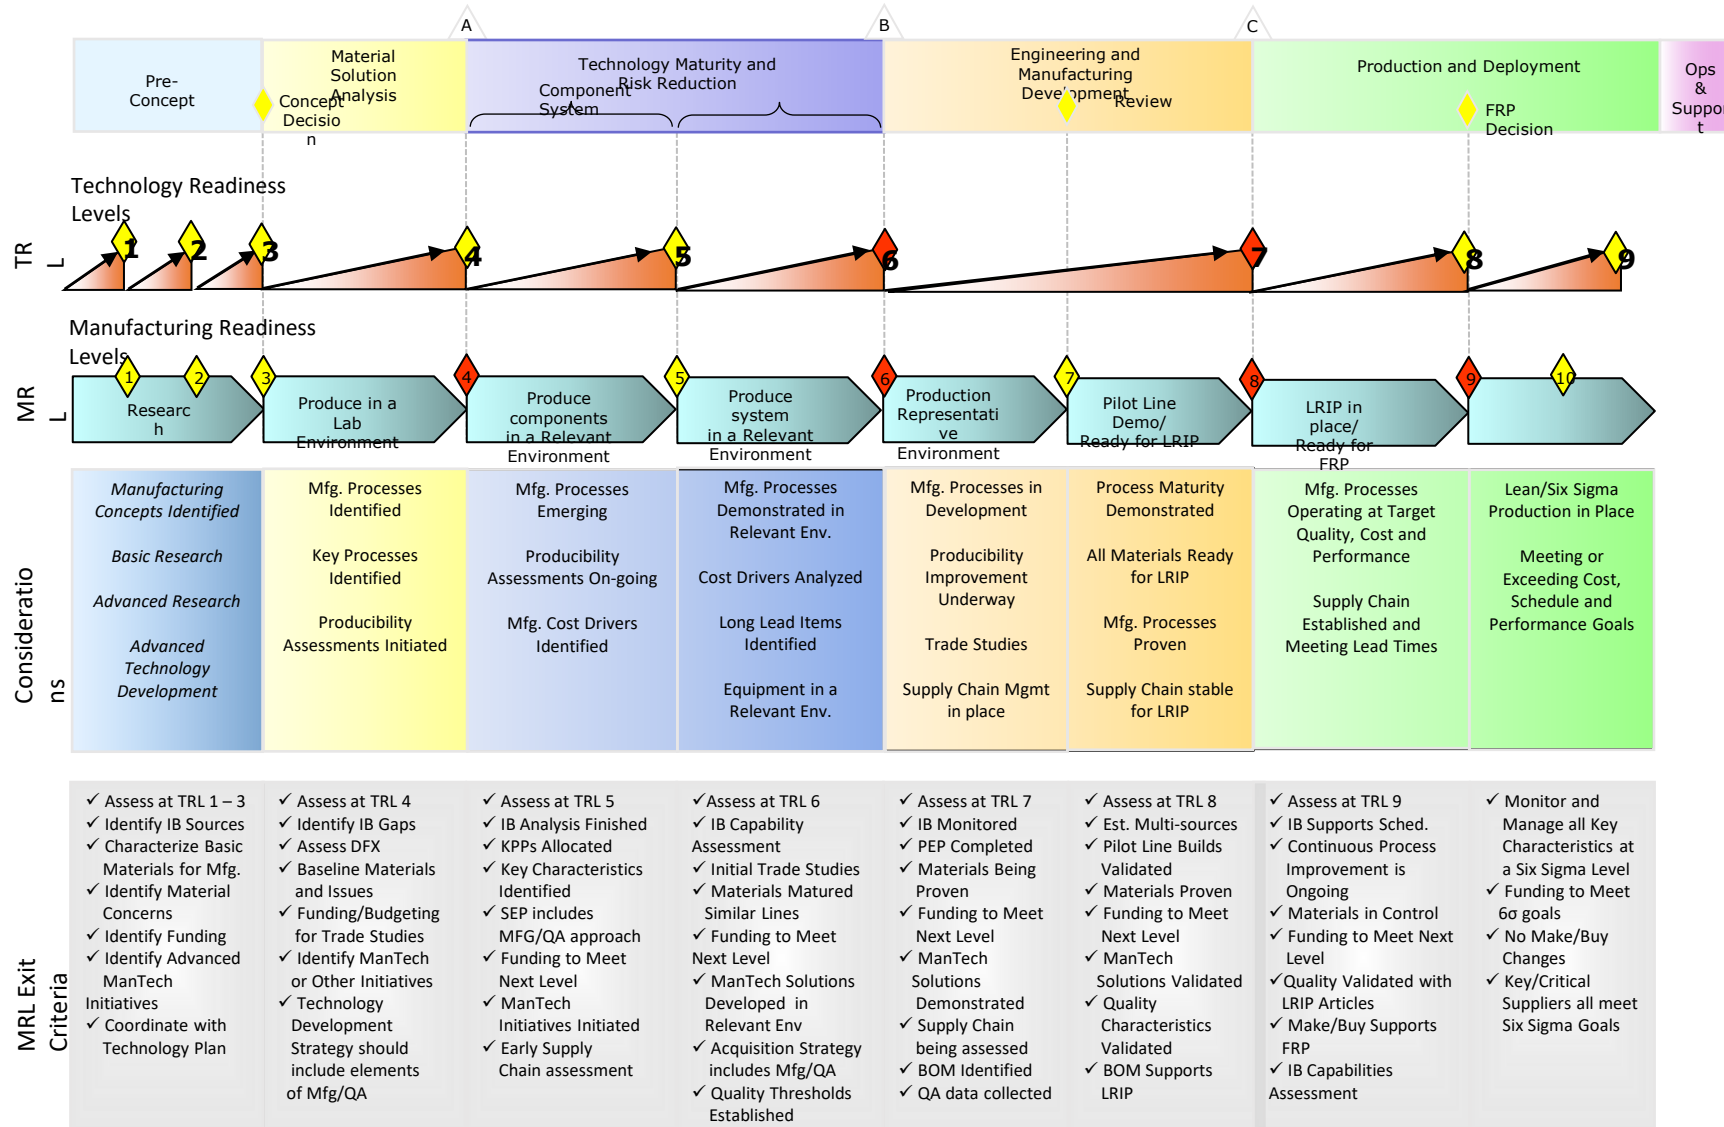 A
B
C
Pre-
Concept
Material
Solution
Analysis
Concept
Decisio
n
Technology Maturity and
Risk Reduction
Component
System
Engineering and
Manufacturing
Development
Review
Production and Deployment
FRP
Decision
Ops
&
Suppor
t
Technology Readiness
Levels
TR
L
1
2
3
4
5
6
7
8
9
Manufacturing Readiness
Levels
MR
L
1
2
3
4
5
6
7
8
9
10
Researc
h
Produce in a
Lab
Environment
Produce
components
in a Relevant
Environment
Produce
system
in a Relevant
Environment
Production
Representati
ve
Environment
Pilot Line
Demo/
Ready for LRIP
LRIP in
place/
Ready for
FRP
Consideratio
ns
Manufacturing
Concepts Identified
Basic Research
Advanced Research
Advanced
Technology
Development
Mfg. Processes
Identified
Key Processes
Identified
Producibility
Assessments Initiated
Mfg. Processes
Emerging
Producibility
Assessments On-going
Mfg. Cost Drivers
Identified
Mfg. Processes
Demonstrated in
Relevant Env.
Cost Drivers Analyzed
Long Lead Items
Identified
Equipment in a
Relevant Env.
Mfg. Processes in
Development
Producibility
Improvement
Underway
Trade Studies
Supply Chain Mgmt
in place
Process Maturity
Demonstrated
All Materials Ready
for LRIP
Mfg. Processes
Proven
Supply Chain stable
for LRIP
Mfg. Processes
Operating at Target
Quality, Cost and
Performance
Supply Chain
Established and
Meeting Lead Times
Lean/Six Sigma
Production in Place
Meeting or
Exceeding Cost,
Schedule and
Performance Goals
MRL Exit
Criteria
✓ Assess at TRL 1 – 3
✓ Identify IB Sources
✓ Characterize Basic
Materials for Mfg.
✓ Identify Material
Concerns
✓ Identify Funding
✓ Identify Advanced
ManTech
Initiatives
✓ Coordinate with
Technology Plan
✓ Assess at TRL 4
✓ Identify IB Gaps
✓ Assess DFX
✓ Baseline Materials
and Issues
✓ Funding/Budgeting
for Trade Studies
✓ Identify ManTech
or Other Initiatives
✓ Technology
Development
Strategy should
include elements
of Mfg/QA
✓ Assess at TRL 5
✓ IB Analysis Finished
✓ KPPs Allocated
✓ Key Characteristics
Identified
✓ SEP includes
MFG/QA approach
✓ Funding to Meet
Next Level
✓ ManTech
Initiatives Initiated
✓ Early Supply
Chain assessment
✓Assess at TRL 6
✓ IB Capability
Assessment
✓ Initial Trade Studies
✓ Materials Matured
Similar Lines
✓ Funding to Meet
Next Level
✓ ManTech Solutions
Developed in
Relevant Env
✓ Acquisition Strategy
includes Mfg/QA
✓ Quality Thresholds
Established
✓ Assess at TRL 7
✓ IB Monitored
✓ PEP Completed
✓ Materials Being
Proven
✓ Funding to Meet
Next Level
✓ ManTech
Solutions
Demonstrated
✓ Supply Chain
being assessed
✓ BOM Identified
✓ QA data collected
✓ Assess at TRL 8
✓ Est. Multi-sources
✓ Pilot Line Builds
Validated
✓ Materials Proven
✓ Funding to Meet
Next Level
✓ ManTech
Solutions Validated
✓ Quality
Characteristics
Validated
✓ BOM Supports
LRIP
✓ Assess at TRL 9
✓ IB Supports Sched.
✓ Continuous Process
Improvement is
Ongoing
✓ Materials in Control
✓ Funding to Meet Next
Level
✓Quality Validated with
LRIP Articles
✓ Make/Buy Supports
FRP
✓ IB Capabilities
Assessment
✓ Monitor and
Manage all Key
Characteristics at
a Six Sigma Level
✓ Funding to Meet
6σ goals
✓ No Make/Buy
Changes
✓ Key/Critical
Suppliers all meet
Six Sigma Goals